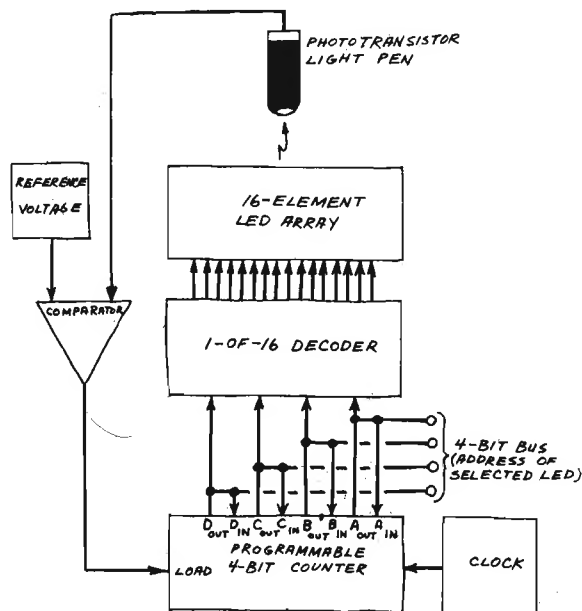 PHOTOTRANSISTOR
LIGHT PEN
REFERENCE
VOLTAGE
16-ELEMENT
LED ARRAY
COMPARATOR
1-OF-16 DECODER
4-BIT BUS
(ADDRESS OF
SELECTED LED)
D OUT D IN C OUT C IN B OUT B IN A OUT A IN
PROGRAMMABLE
4-BIT COUNTER
LOAD
CLOCK